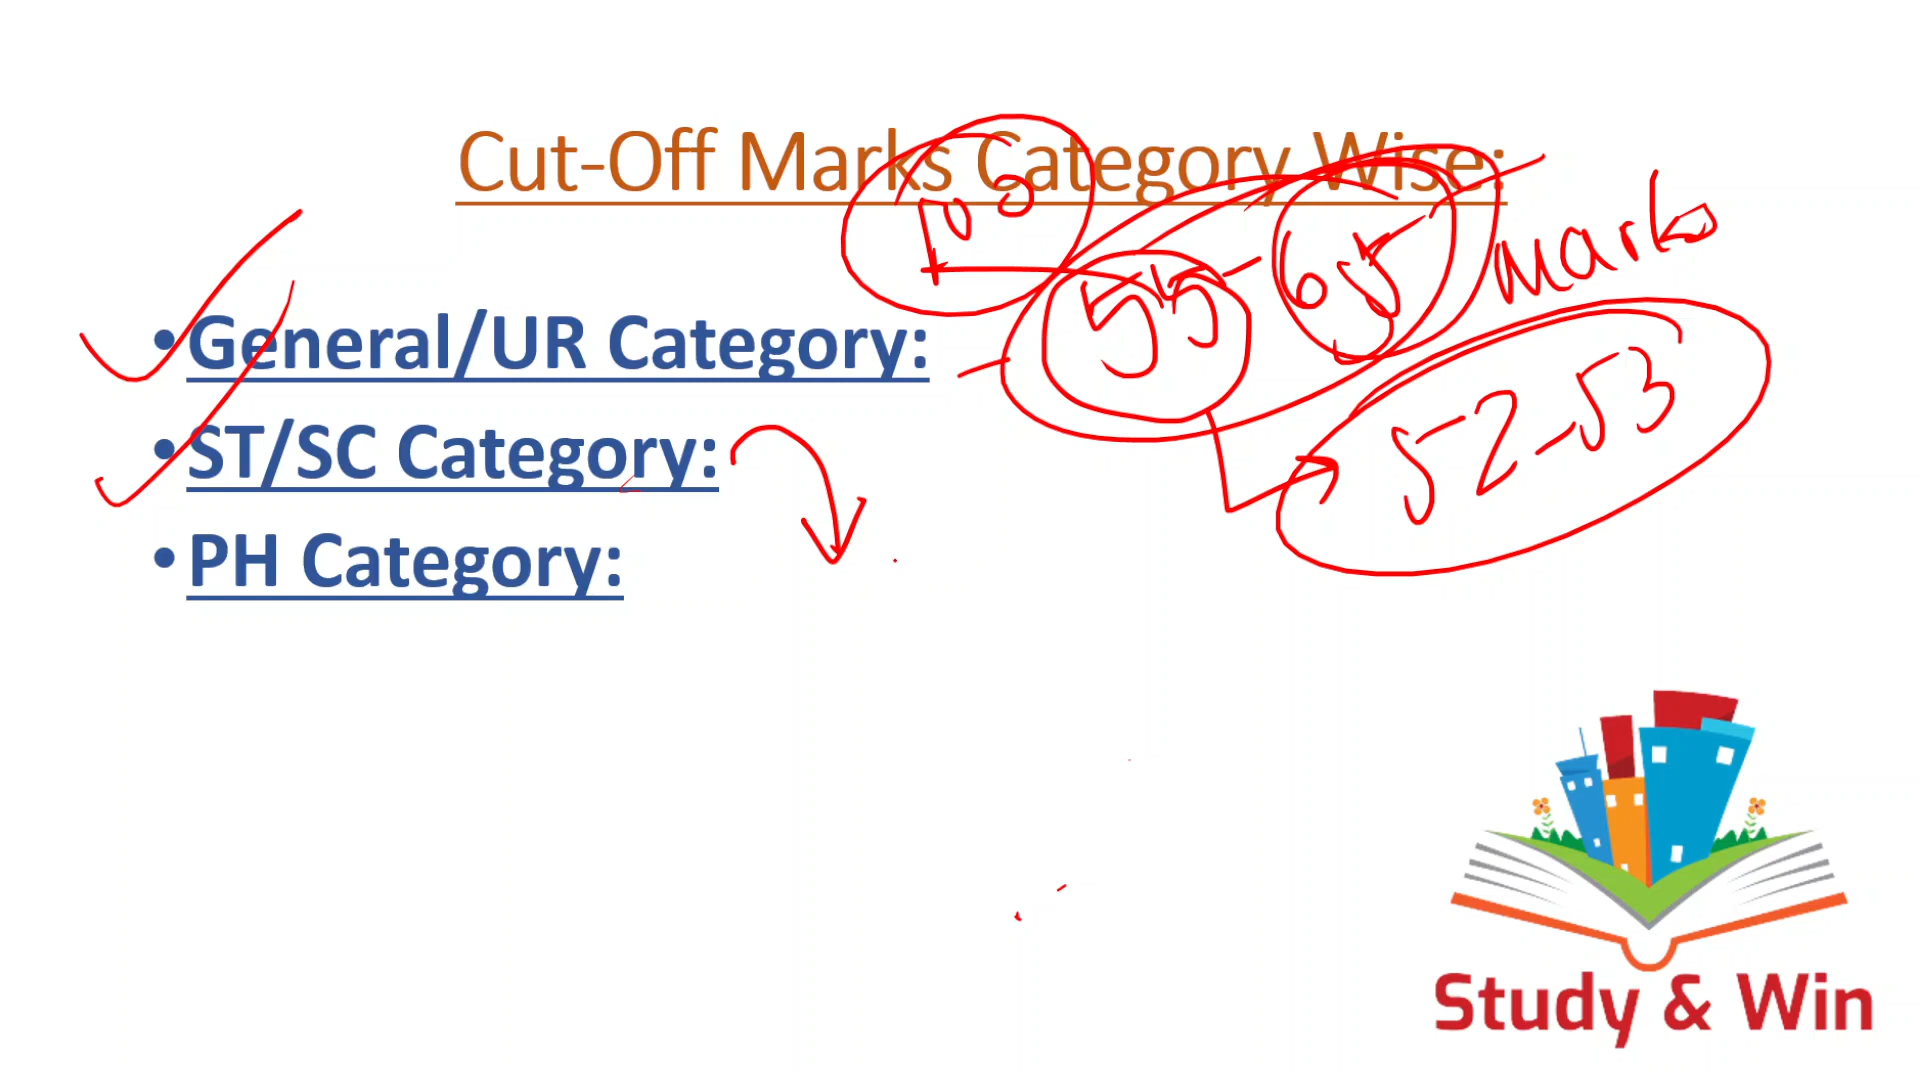 Cut-Off Marks Category Wise:
100
• General/UR Category:
55 - 65 Marks
• ST/SC Category:
52-53
• PH Category:
Study & Win